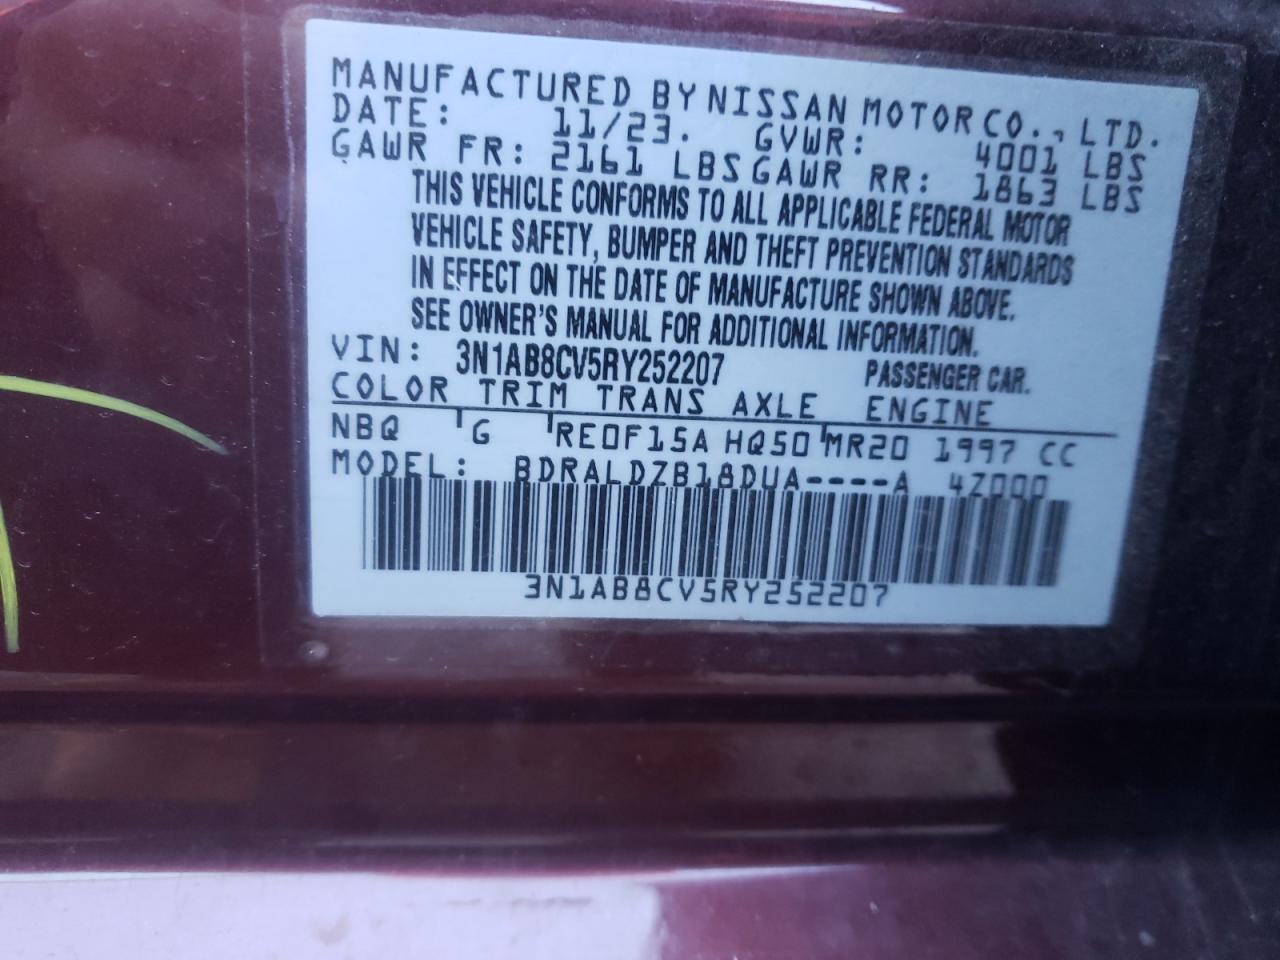 MANUFACTURED BY NISSAN MOTOR CO., LTD.
DATE: 11/23. GVWR: 4001 LBS
GAWR FR: 2161 LBS GAWR RR: 1863 LBS
THIS VEHICLE CONFORMS TO ALL APPLICABLE FEDERAL MOTOR
VEHICLE SAFETY, BUMPER AND THEFT PREVENTION STANDARDS
IN EFFECT ON THE DATE OF MANUFACTURE SHOWN ABOVE.
SEE OWNER'S MANUAL FOR ADDITIONAL INFORMATION.
VIN: 3N1AB8CV5RY252207 PASSENGER CAR.
COLOR TRIM TRANS AXLE ENGINE
NBQ G RE0F15A HQ50 MR20 1997 CC
MODEL: BDRALDZB18DUA----A 4Z000
3N1AB8CV5RY252207